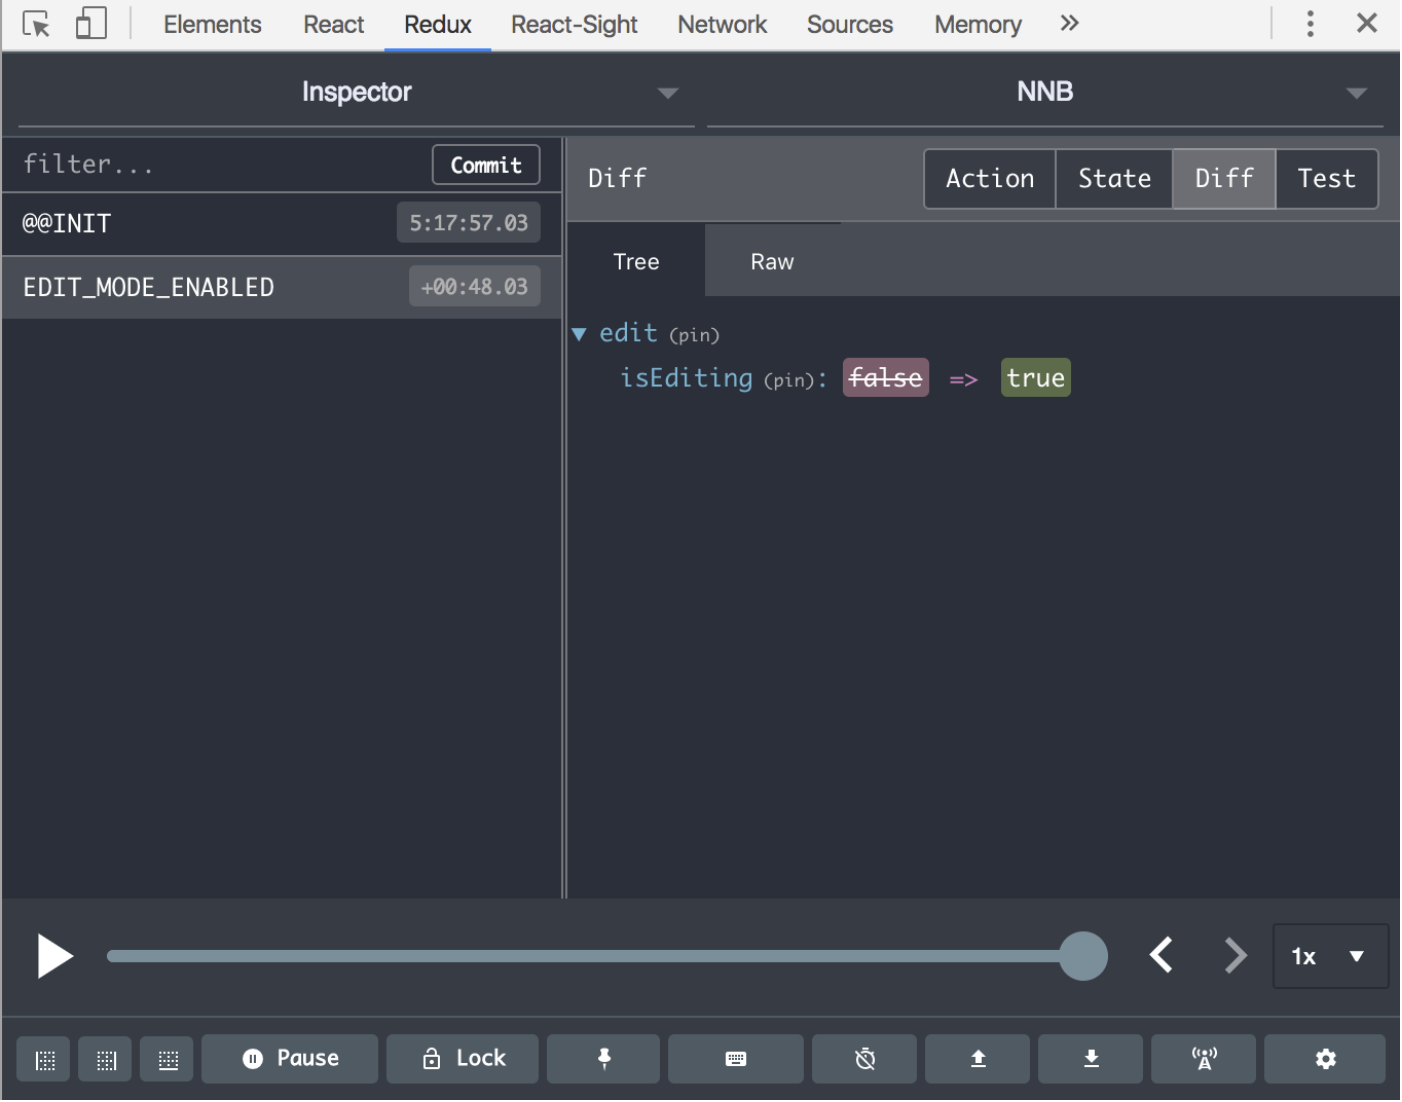 Elements React Redux React-Sight Network Sources Memory »
Inspector NNB
filter... Commit
@@INIT 5:17:57.03
EDIT_MODE_ENABLED +00:48.03
Diff Action State Diff Test
Tree Raw
edit (pin)
isEditing (pin): false => true
1x
Pause Lock